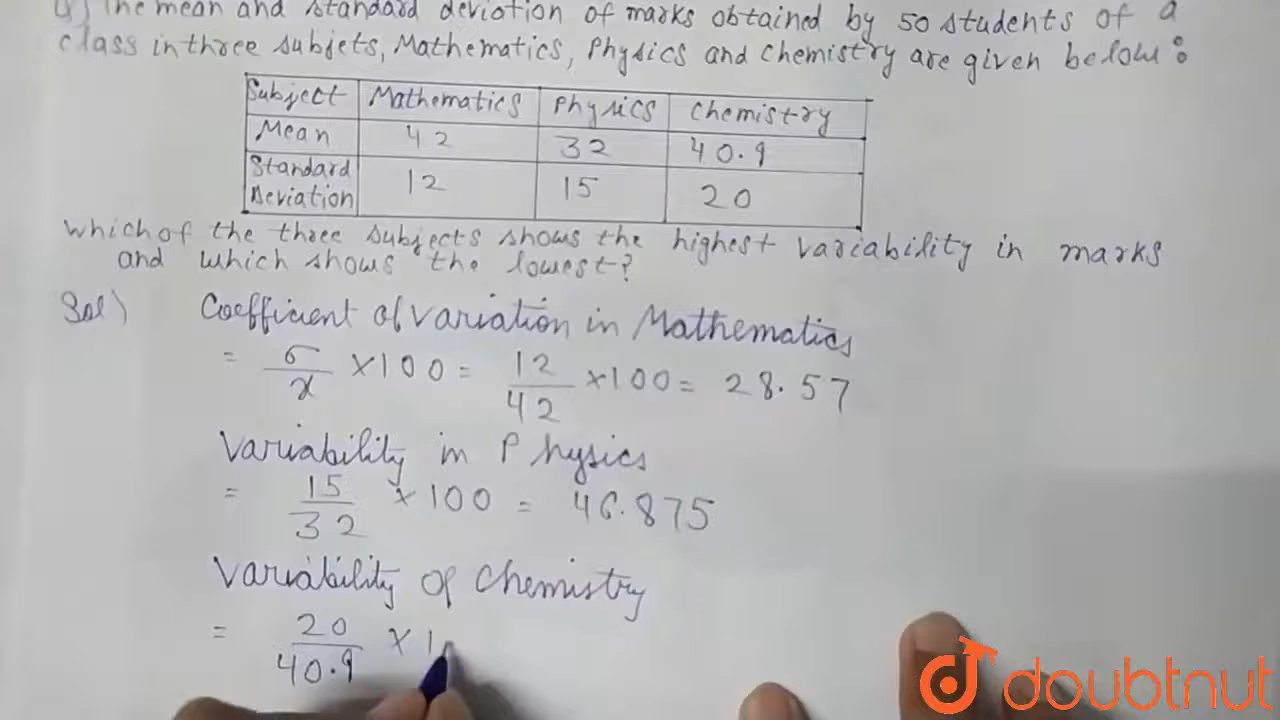 Q) The mean and standard deviation of marks obtained by 50 students of a
class in three subjets, Mathematics, Physics and Chemistry are given below :
Subject Mathematics Physics Chemistry
Mean 42 32 40.9
Standard Deviation 12 15 20
which of the three subjects shows the highest variability in marks
and which shows the lowest?
Sol) Coefficient of variation in Mathematics
= σ/x ×100 = 12/42 ×100 = 28.57
Variability in Physics
= 15/32 ×100 = 46.875
Variability of Chemistry
= 20/40.9 × 1
doubtnut